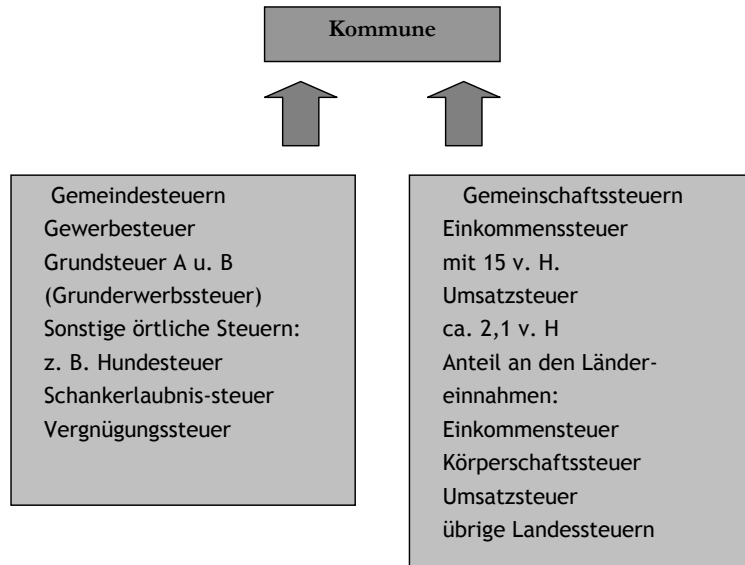 Kommune
Gemeindesteuern
Gewerbesteuer
Grundsteuer A u. B
(Grunderwerbssteuer)
Sonstige örtliche Steuern:
z. B. Hundesteuer
Schankerlaubnis-steuer
Vergnügungssteuer
Gemeinschaftssteuern
Einkommenssteuer
mit 15 v. H.
Umsatzsteuer
ca. 2,1 v. H
Anteil an den Länder-
einnahmen:
Einkommensteuer
Körperschaftssteuer
Umsatzsteuer
übrige Landessteuern